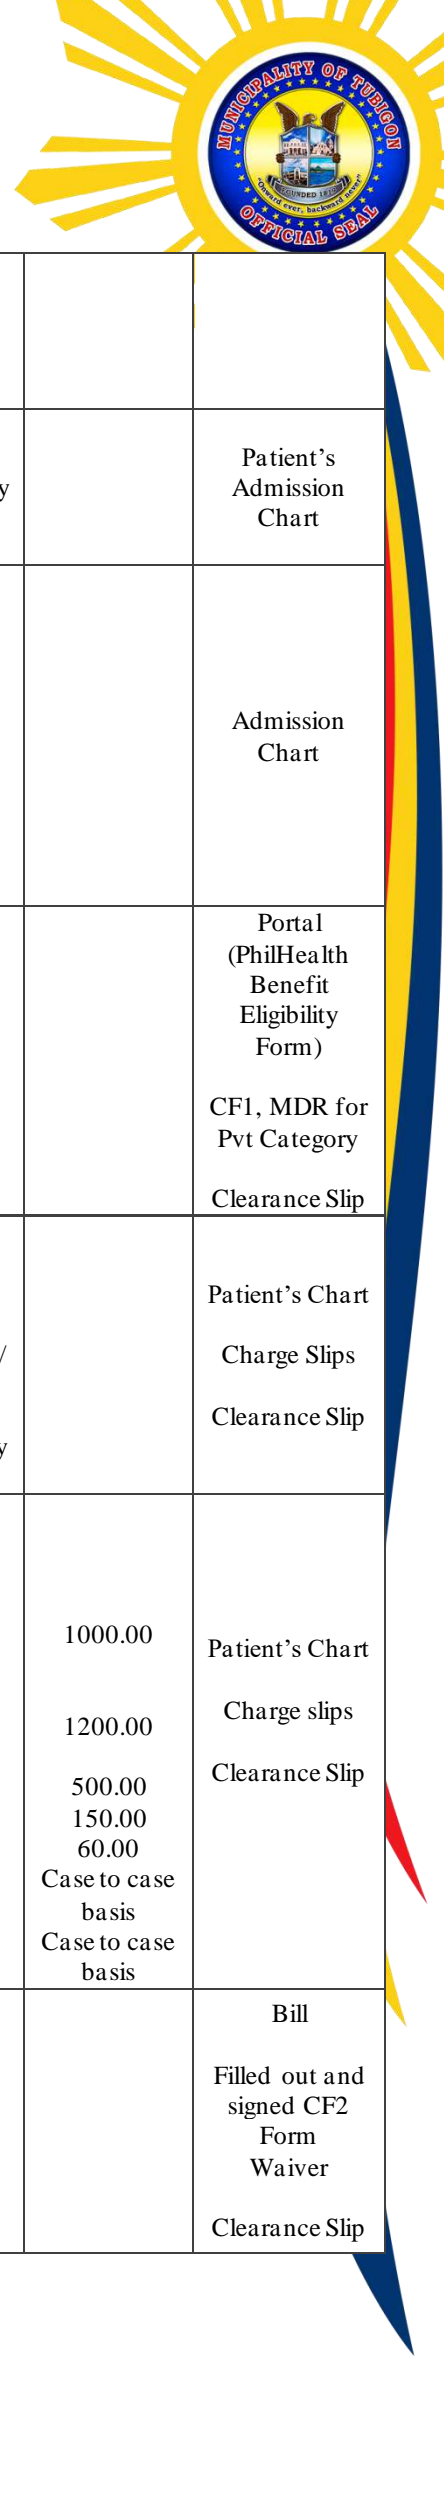 MUNICIPALITY OF TUBIGON
FOUNDED 1819
"Onward ever, backward never"
OFFICIAL SEAL
Patient's
y
Admission
Chart
Admission
Chart
Portal
(PhilHealth
Benefit
Eligibility
Form)
CF1, MDR for
Pvt Category
Clearance Slip
Patient's Chart
/
Charge Slips
Clearance Slip
y
1000.00
Patient's Chart
Charge slips
1200.00
Clearance Slip
500.00
150.00
60.00
Case to case
basis
Case to case
basis
Bill
Filled out and
signed CF2
Form
Waiver
Clearance Slip